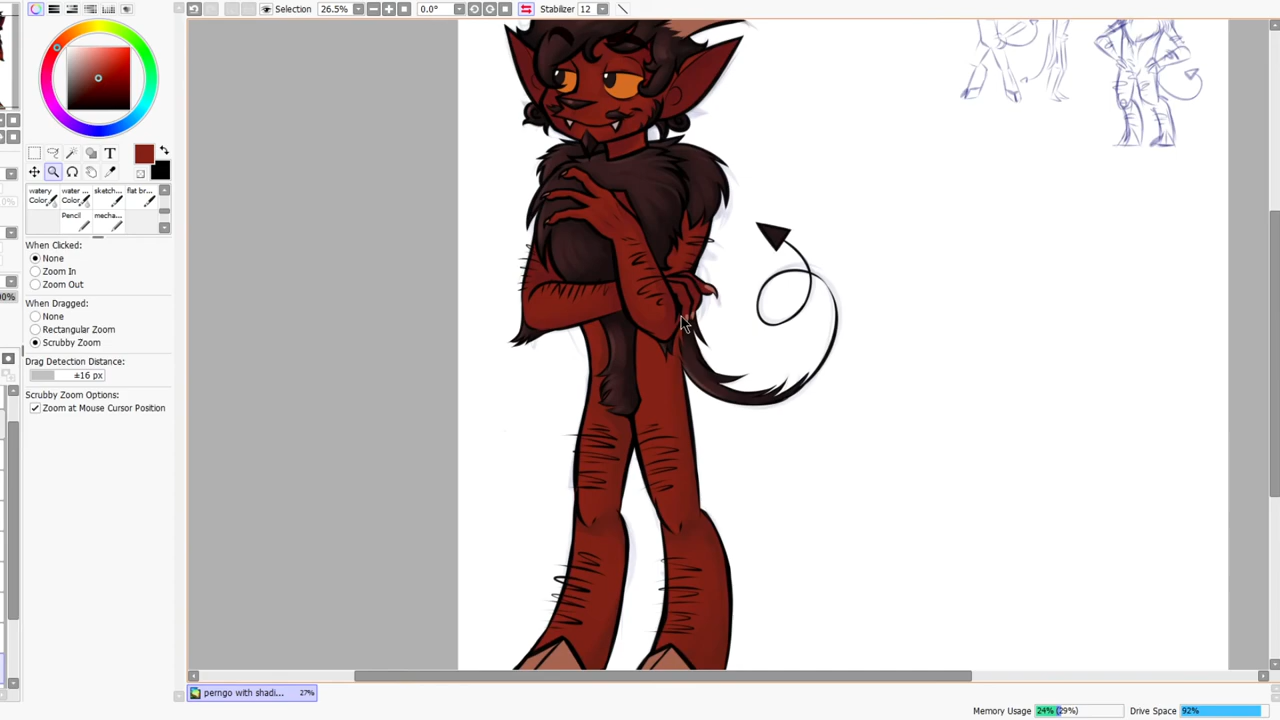 Selection 26.5% 0.0° Stabilizer 12
T
watery Color... water ... Color... sketch... flat br...
Pencil mecha...
0%
When Clicked:
None
Zoom In
Zoom Out
When Dragged:
None
Rectangular Zoom
Scrubby Zoom
Drag Detection Distance:
±16 px
Scrubby Zoom Options:
Zoom at Mouse Cursor Position
perngo with shadi... 27%
Memory Usage 24% (29%) Drive Space 92%